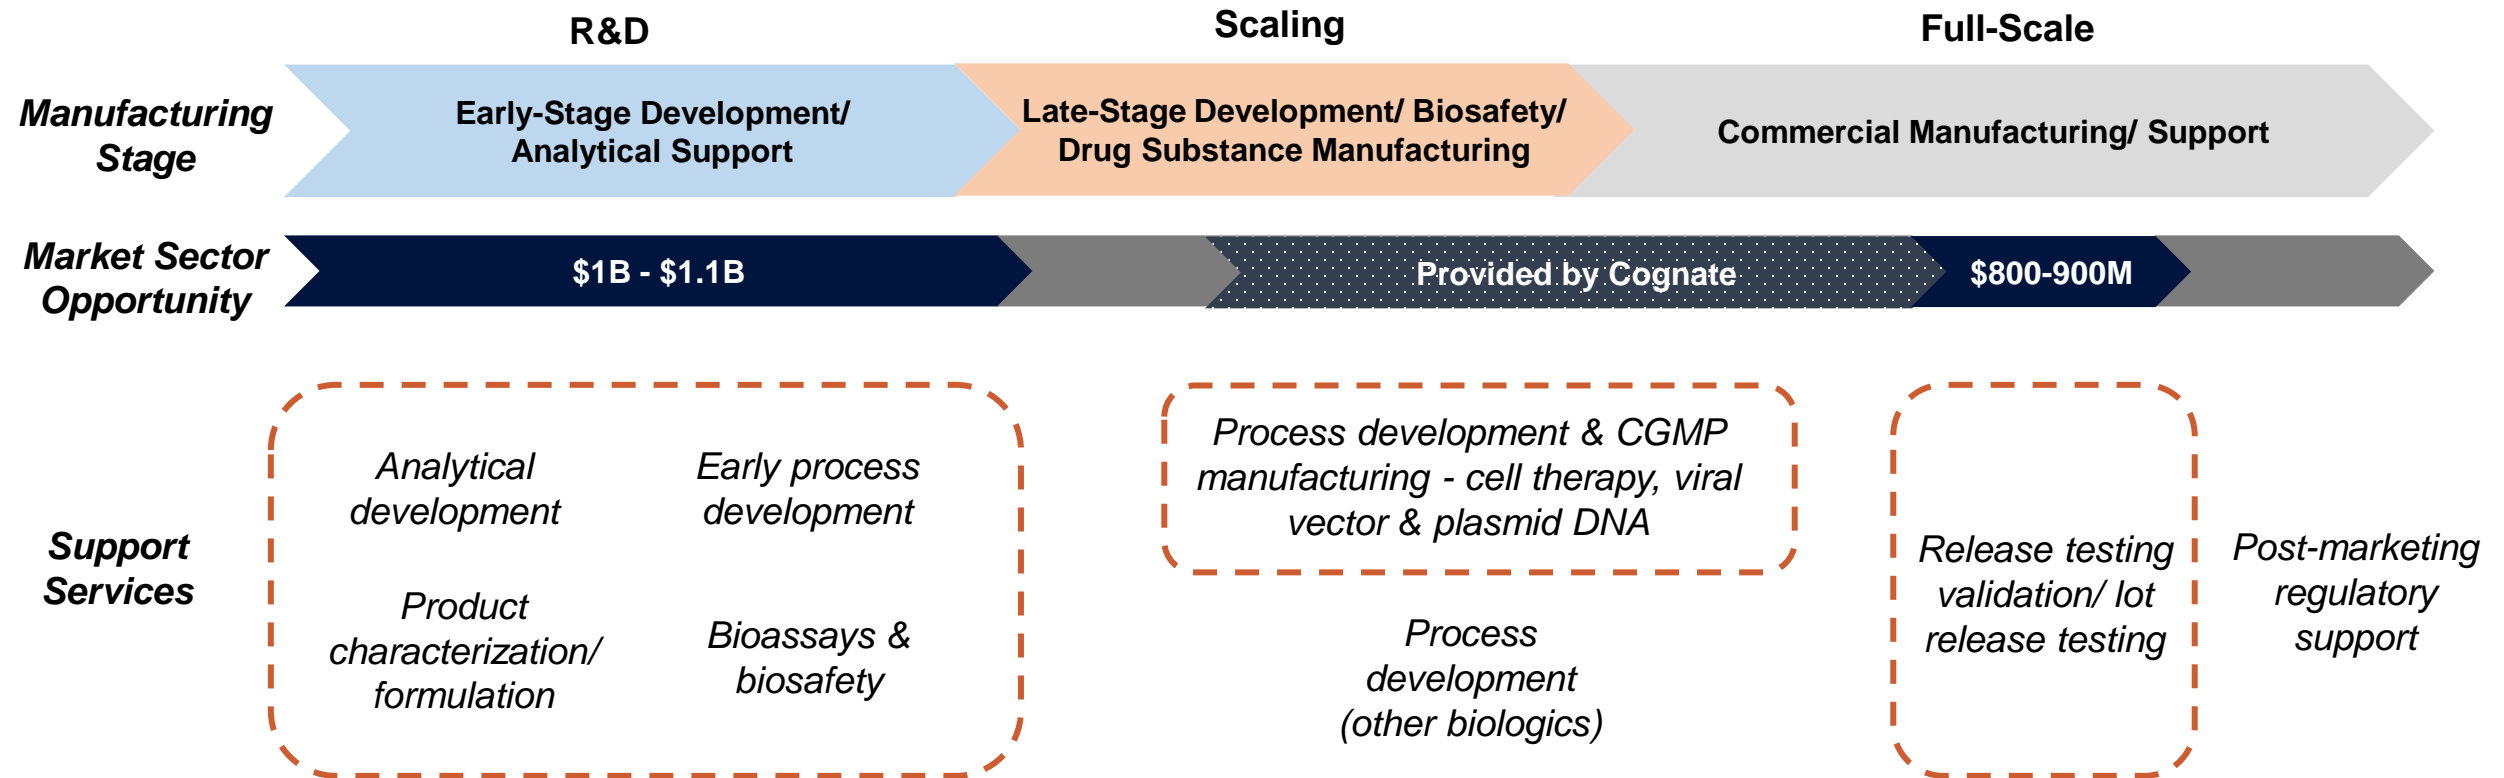 R&D
Scaling
Full-Scale
Manufacturing
Stage
Early-Stage Development/
Analytical Support
Late-Stage Development/ Biosafety/
Drug Substance Manufacturing
Commercial Manufacturing/ Support
Market Sector
Opportunity
$1B - $1.1B
Provided by Cognate
$800-900M
Support
Services
Analytical
development
Early process
development
Product
characterization/
formulation
Bioassays &
biosafety
Process development & CGMP
manufacturing - cell therapy, viral
vector & plasmid DNA
Process
development
(other biologics)
Release testing
validation/ lot
release testing
Post-marketing
regulatory
support